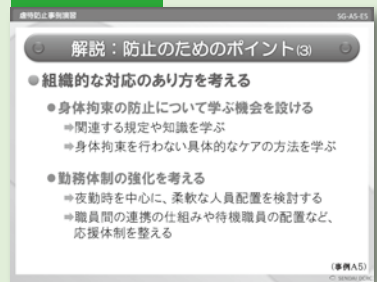 虐待防止事例演習 SG-A5-E5
解説：防止のためのポイント(3)
●組織的な対応のあり方を考える
●身体拘束の防止について学ぶ機会を設ける
⇒関連する規定や知識を学ぶ
⇒身体拘束を行わない具体的なケアの方法を学ぶ
●勤務体制の強化を考える
⇒夜勤時を中心に、柔軟な人員配置を検討する
⇒職員間の連携の仕組みや待機職員の配置など、
応援体制を整える
(事例A5)